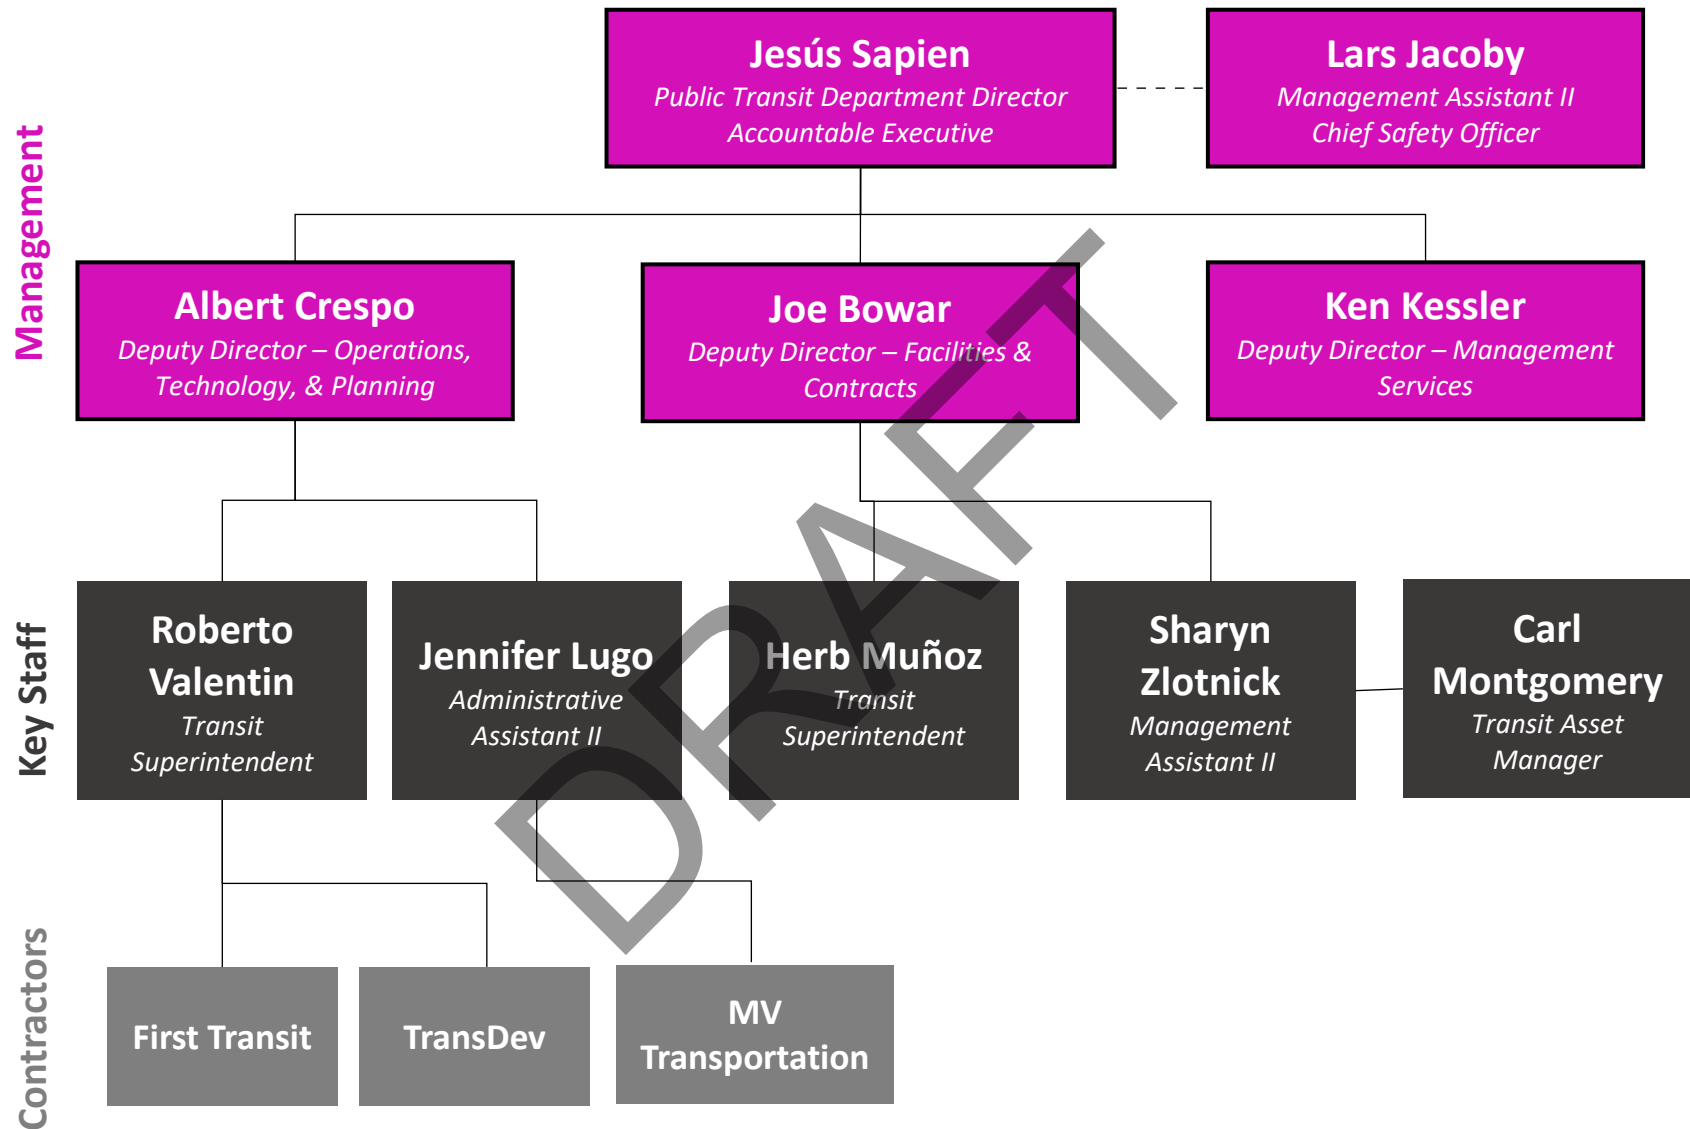 Management
Jesús Sapien
Public Transit Department Director
Accountable Executive
Lars Jacoby
Management Assistant II
Chief Safety Officer
Albert Crespo
Deputy Director – Operations,
Technology, & Planning
Joe Bowar
Deputy Director – Facilities &
Contracts
Ken Kessler
Deputy Director – Management
Services
DRAFT
Key Staff
Roberto
Valentin
Transit
Superintendent
Jennifer Lugo
Administrative
Assistant II
Herb Muñoz
Transit
Superintendent
Sharyn
Zlotnick
Management
Assistant II
Carl
Montgomery
Transit Asset
Manager
Contractors
First Transit
TransDev
MV
Transportation